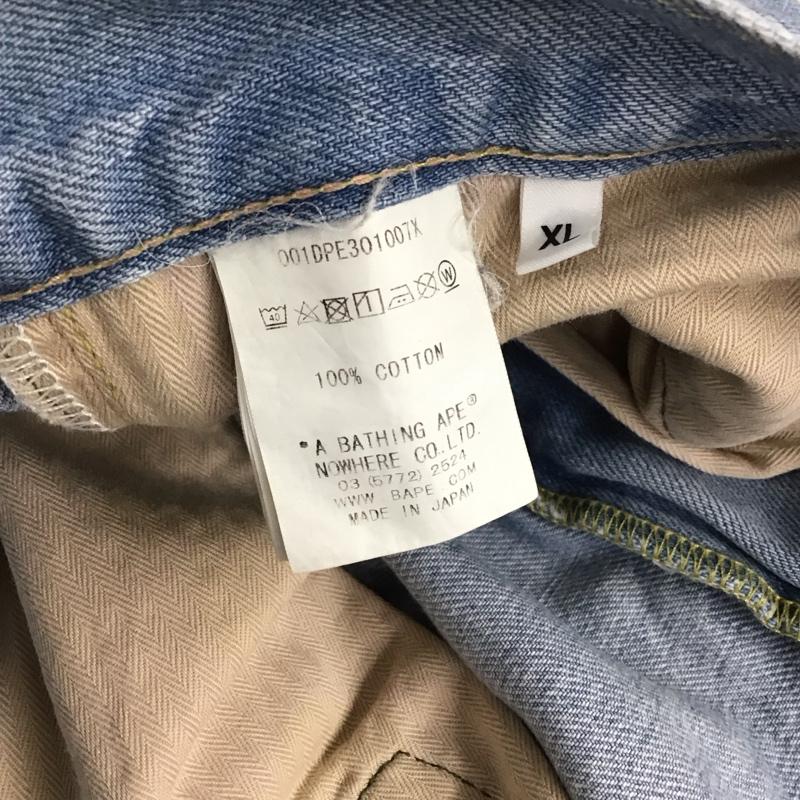 001DPE301007X
XL
40
W
100% COTTON
•A BATHING APE®
NOWHERE CO.,LTD.
03 (5772) 2524
WWW BAPE COM
MADE IN JAPAN